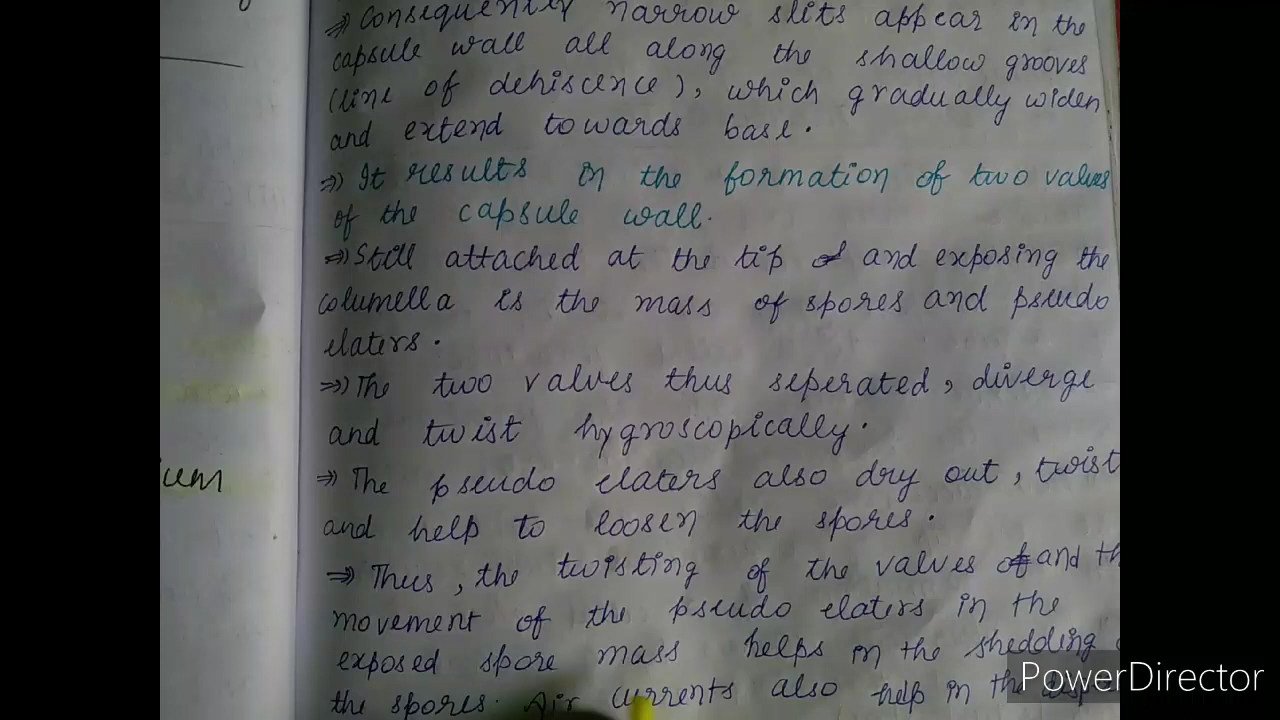 ⇒ Consequently narrow slits appear in the
capsule wall all along the shallow grooves
(line of dehiscence), which gradually widen
and extend towards base.
⇒) It results in the formation of two valves
of the capsule wall.
⇒) Still attached at the tip and exposing the
columella is the mass of spores and pseudo
elaters.
⇒) The two valves thus seperated, diverge
and twist hygroscopically.
ium
⇒) The pseudo elaters also dry out, twist
and help to loosen the spores.
⇒ Thus, the twisting of the valves and th
movement of the pseudo elaters in the
exposed spore mass helps in the shedding
the spores. Air currents also help in the
PowerDirector